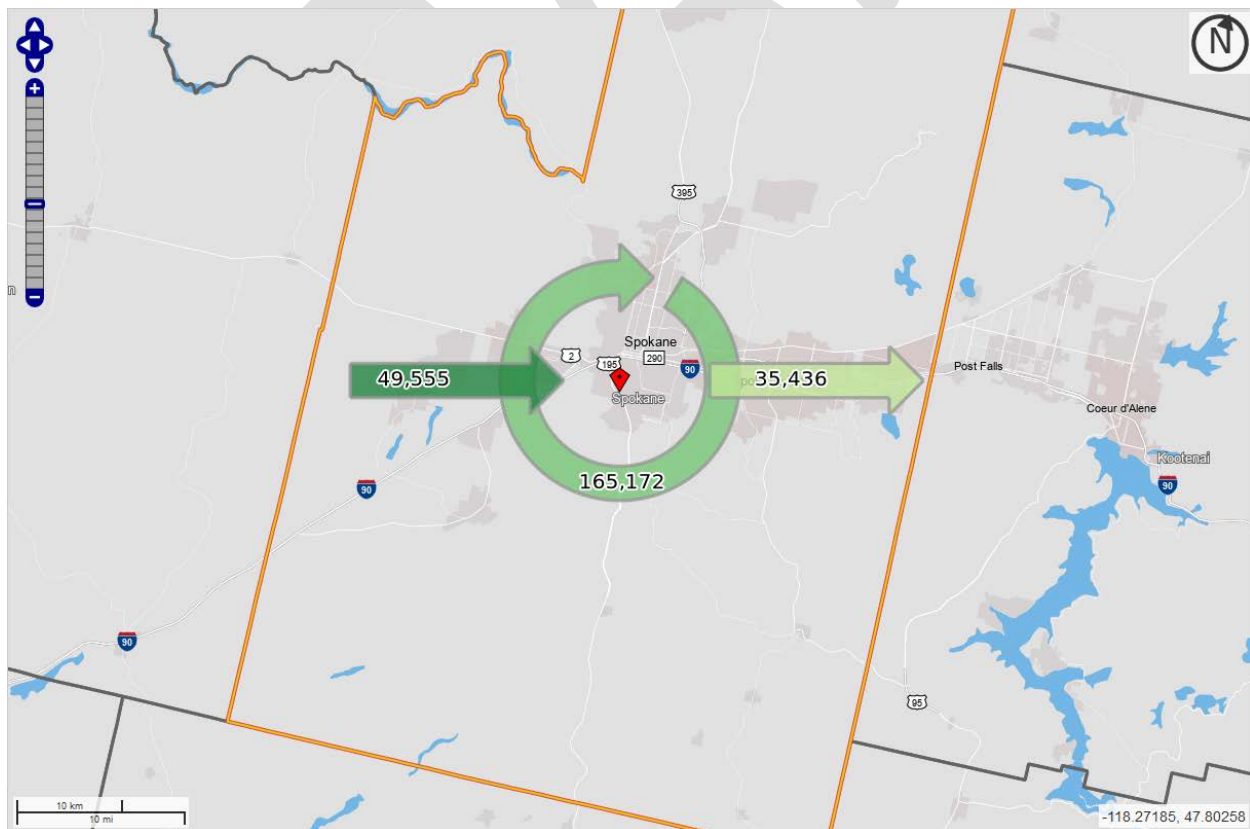 N
+
395
n
Spokane
2
195
290
90
Post Falls
49,555
35,436
po
Spokane
Coeur d'Alene
Kootenai
165,172
90
90
90
95
10 km
10 mi
-118.27185, 47.80258